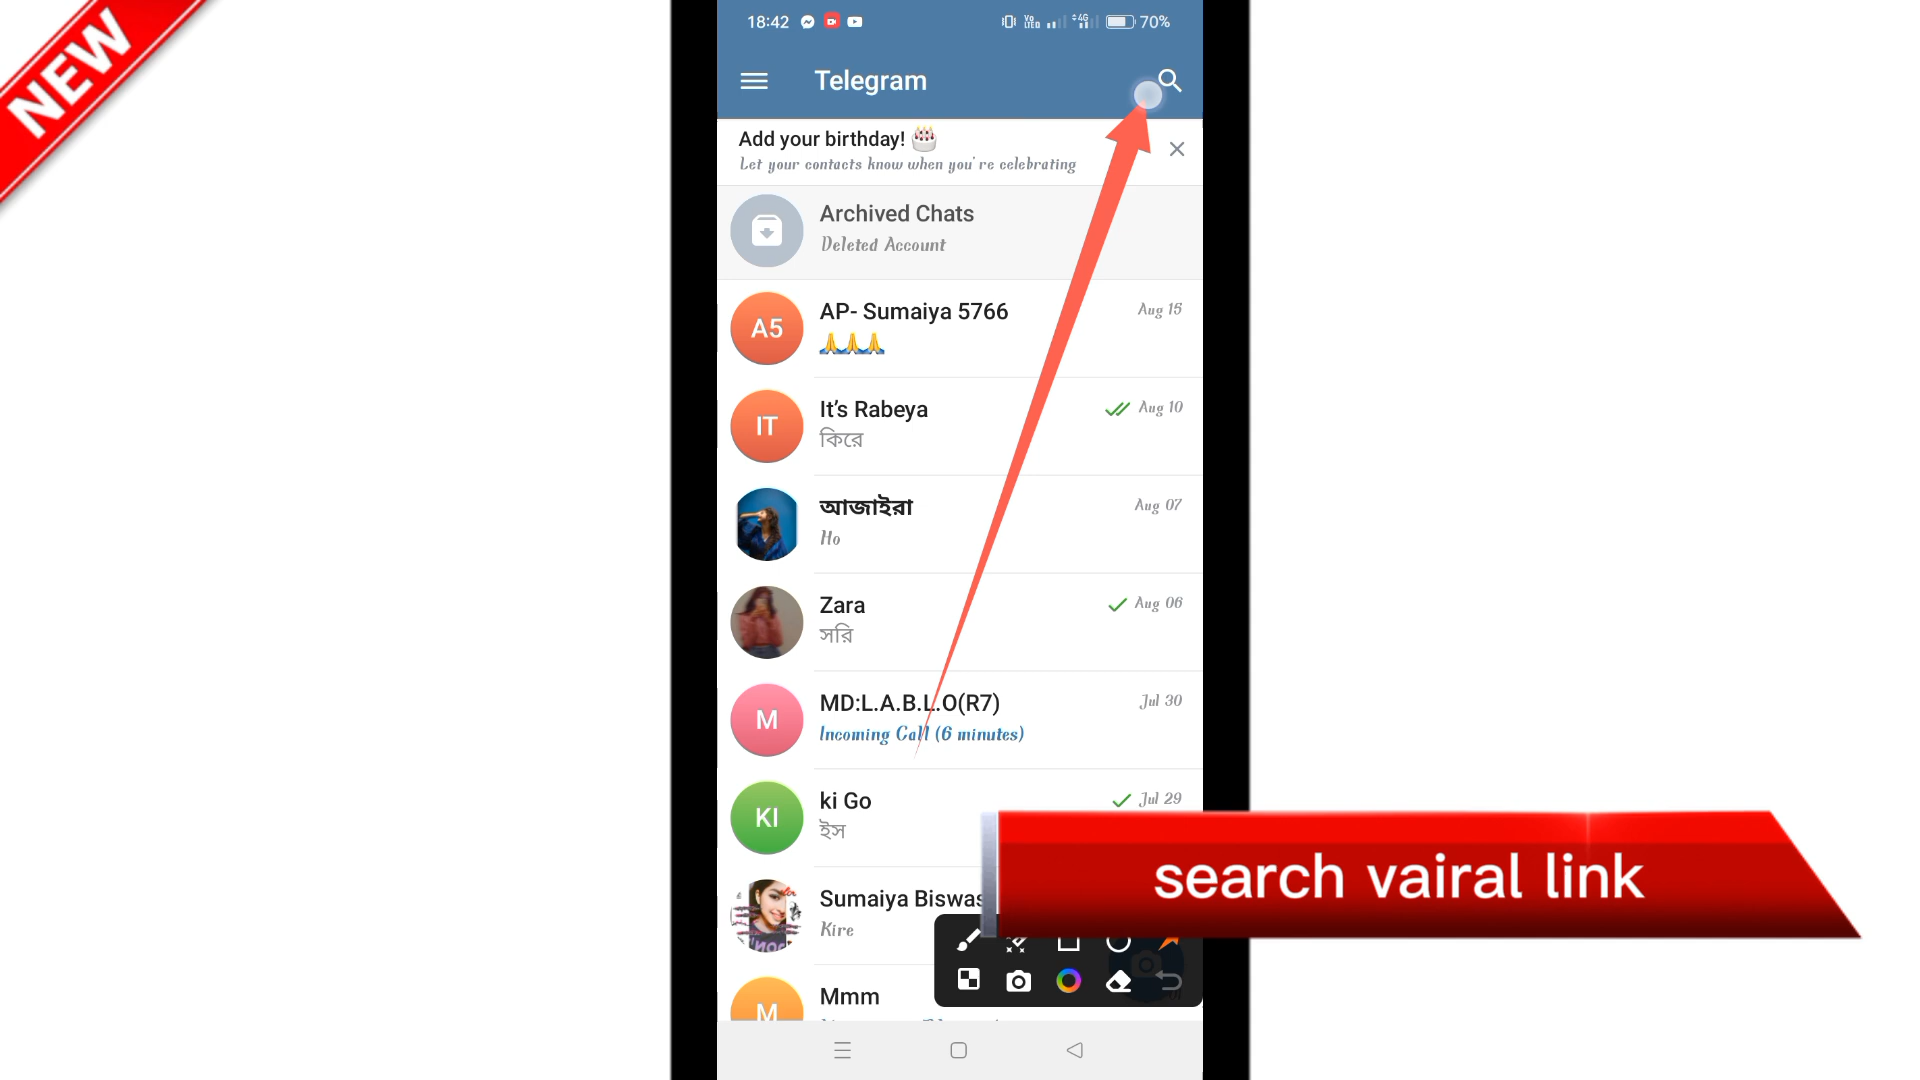 NEW
18:42
Vo LTE D
4G
70%
Telegram
Add your birthday! 🎂
Let your contacts know when you're celebrating
Archived Chats
Deleted Account
A5
AP- Sumaiya 5766
Aug 15
🙏🙏🙏
IT
It's Rabeya
Aug 10
কিরে
আজাইরা
Aug 07
Ho
Zara
Aug 06
সরি
M
MD:L.A.B.L.O(R7)
Jul 30
Incoming Call (6 minutes)
KI
ki Go
Jul 29
ইস
search vairal link
Sumaiya Biswas
Kire
M
Mmm